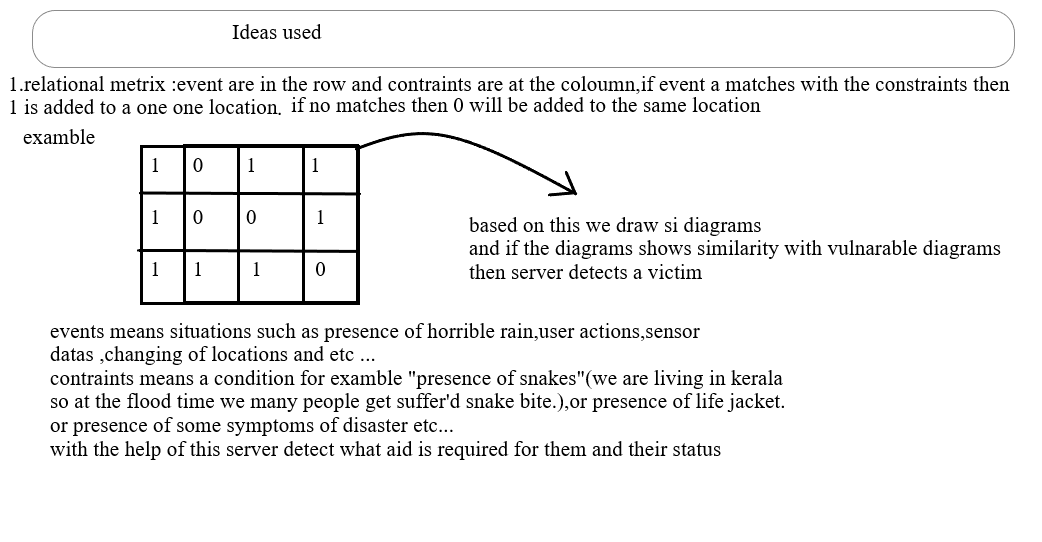 Ideas used
1.relational metrix :event are in the row and contraints are at the coloumn,if event a matches with the constraints then
1 is added to a one one location. if no matches then 0 will be added to the same location
examble
1 0 1 1
1 0 0 1
1 1 1 0
based on this we draw si diagrams
and if the diagrams shows similarity with vulnarable diagrams
then server detects a victim
events means situations such as presence of horrible rain,user actions,sensor
datas ,changing of locations and etc ...
contraints means a condition for examble "presence of snakes"(we are living in kerala
so at the flood time we many people get suffer'd snake bite.),or presence of life jacket.
or presence of some symptoms of disaster etc...
with the help of this server detect what aid is required for them and their status